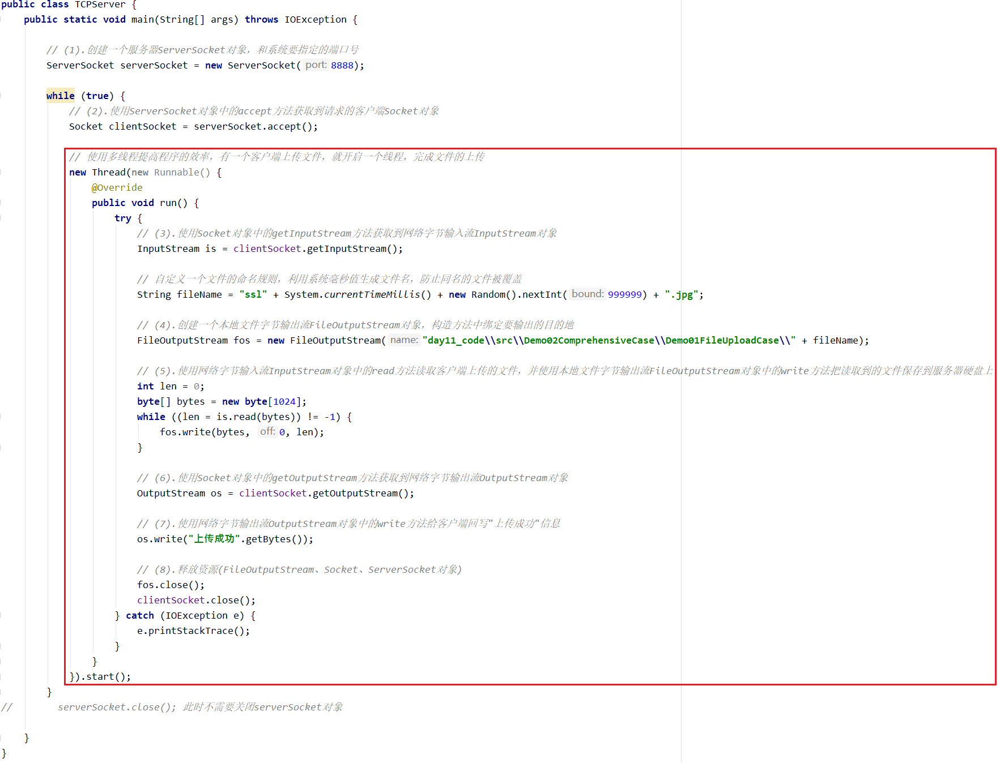 public class TCPServer {
public static void main(String[] args) throws IOException {
// (1).创建一个服务器ServerSocket对象，和系统要指定的端口号
ServerSocket serverSocket = new ServerSocket( port: 8888);
while (true) {
// (2).使用ServerSocket对象中的accept方法获取到请求的客户端Socket对象
Socket clientSocket = serverSocket.accept();
// 使用多线程提高程序的效率，有一个客户端上传文件，就开启一个线程，完成文件的上传
new Thread(new Runnable() {
@Override
public void run() {
try {
// (3).使用Socket对象中的getInputStream方法获取到网络字节输入流InputStream对象
InputStream is = clientSocket.getInputStream();
// 自定义一个文件的命名规则，利用系统毫秒值生成文件名，防止同名的文件被覆盖
String fileName = "ssl" + System.currentTimeMillis() + new Random().nextInt( bound: 999999) + ".jpg";
// (4).创建一个本地文件字节输出流FileOutputStream对象，构造方法中绑定要输出的目的地
FileOutputStream fos = new FileOutputStream( name: "day11_code\\src\\Demo02ComprehensiveCase\\Demo01FileUploadCase\\" + fileName);
// (5).使用网络字节输入流InputStream对象中的read方法读取客户端上传的文件，并使用本地文件字节输出流FileOutputStream对象中的write方法把读取到的文件保存到服务器硬盘上
int len = 0;
byte[] bytes = new byte[1024];
while ((len = is.read(bytes)) != -1) {
fos.write(bytes, off: 0, len);
}
// (6).使用Socket对象中的getOutputStream方法获取到网络字节输出流OutputStream对象
OutputStream os = clientSocket.getOutputStream();
// (7).使用网络字节输出流OutputStream对象中的write方法给客户端回写"上传成功"信息
os.write("上传成功".getBytes());
// (8).释放资源(FileOutputStream、Socket、ServerSocket对象)
fos.close();
clientSocket.close();
} catch (IOException e) {
e.printStackTrace();
}
}
}).start();
}
// serverSocket.close(); 此时不需要关闭serverSocket对象
}
}